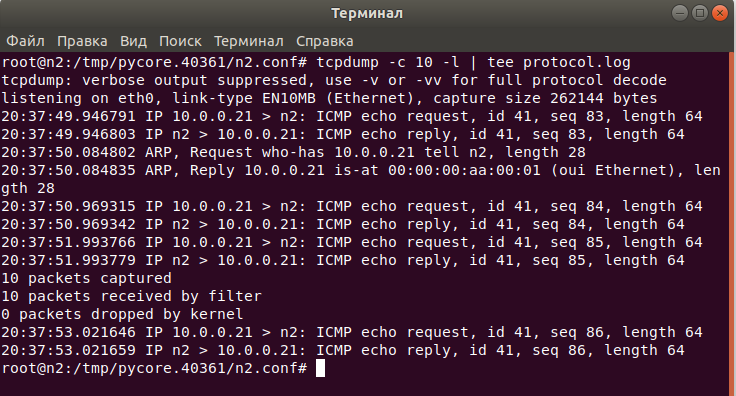 Терминал
Файл Правка Вид Поиск Терминал Справка
root@n2:/tmp/pycore.40361/n2.conf# tcpdump -c 10 -l | tee protocol.log
tcpdump: verbose output suppressed, use -v or -vv for full protocol decode
listening on eth0, link-type EN10MB (Ethernet), capture size 262144 bytes
20:37:49.946791 IP 10.0.0.21 > n2: ICMP echo request, id 41, seq 83, length 64
20:37:49.946803 IP n2 > 10.0.0.21: ICMP echo reply, id 41, seq 83, length 64
20:37:50.084802 ARP, Request who-has 10.0.0.21 tell n2, length 28
20:37:50.084835 ARP, Reply 10.0.0.21 is-at 00:00:00:aa:00:01 (oui Ethernet), len
gth 28
20:37:50.969315 IP 10.0.0.21 > n2: ICMP echo request, id 41, seq 84, length 64
20:37:50.969342 IP n2 > 10.0.0.21: ICMP echo reply, id 41, seq 84, length 64
20:37:51.993766 IP 10.0.0.21 > n2: ICMP echo request, id 41, seq 85, length 64
20:37:51.993779 IP n2 > 10.0.0.21: ICMP echo reply, id 41, seq 85, length 64
10 packets captured
10 packets received by filter
0 packets dropped by kernel
20:37:53.021646 IP 10.0.0.21 > n2: ICMP echo request, id 41, seq 86, length 64
20:37:53.021659 IP n2 > 10.0.0.21: ICMP echo reply, id 41, seq 86, length 64
root@n2:/tmp/pycore.40361/n2.conf#